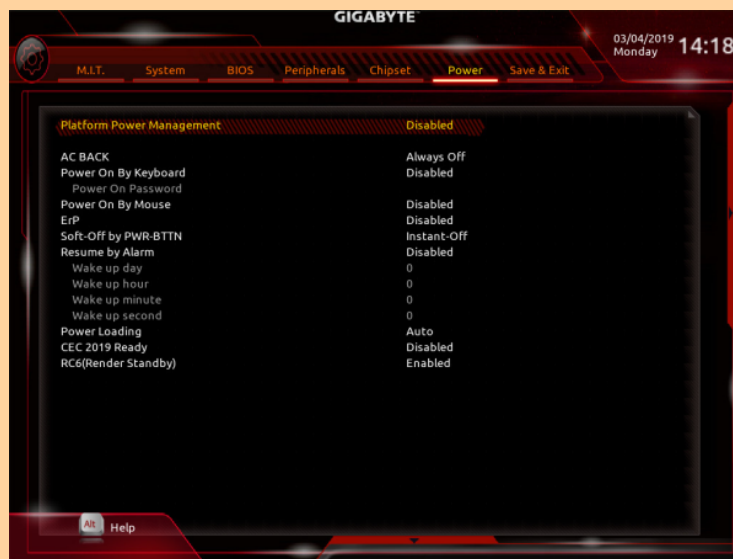 GIGABYTE
03/04/2019 14:18
Monday
M.I.T. System BIOS Peripherals Chipset Power Save & Exit
Platform Power Management Disabled
AC BACK Always Off
Power On By Keyboard Disabled
Power On Password
Power On By Mouse Disabled
ErP Disabled
Soft-Off by PWR-BTTN Instant-Off
Resume by Alarm Disabled
Wake up day 0
Wake up hour 0
Wake up minute 0
Wake up second 0
Power Loading Auto
CEC 2019 Ready Disabled
RC6(Render Standby) Enabled
Alt Help